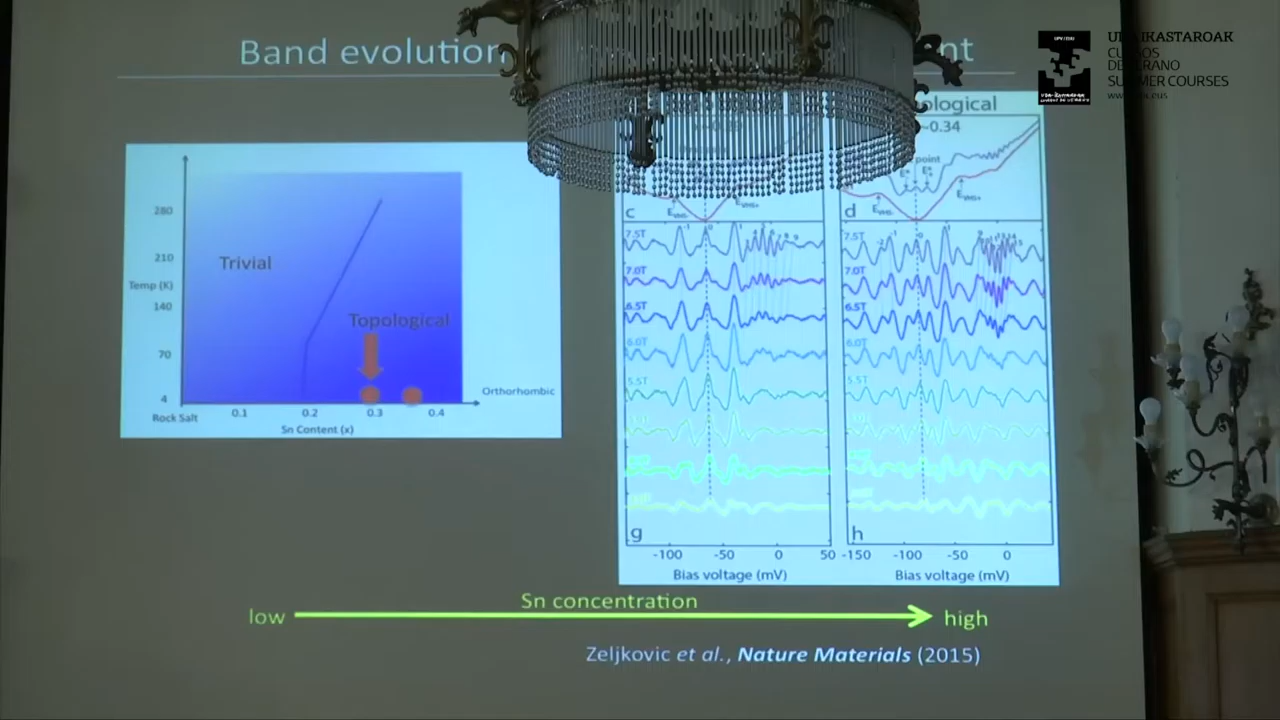 Band evolution
nt
UDA IKASTAROAK
CURSOS
DE VERANO
SUMMER COURSES
ological
~0.34
point
280
210
140
70
4
Temp (K)
Trivial
Topological
Rock Salt
0.1
0.2
0.3
0.4
Orthorhombic
Sn Content (x)
c
d
7.5T
7.0T
6.5T
6.0T
5.5T
7.5T
7.0T
6.5T
6.0T
5.5T
g
h
-100
-50
0
50
-150
-100
-50
0
Bias voltage (mV)
Bias voltage (mV)
low
Sn concentration
high
Zeljkovic et al., Nature Materials (2015)